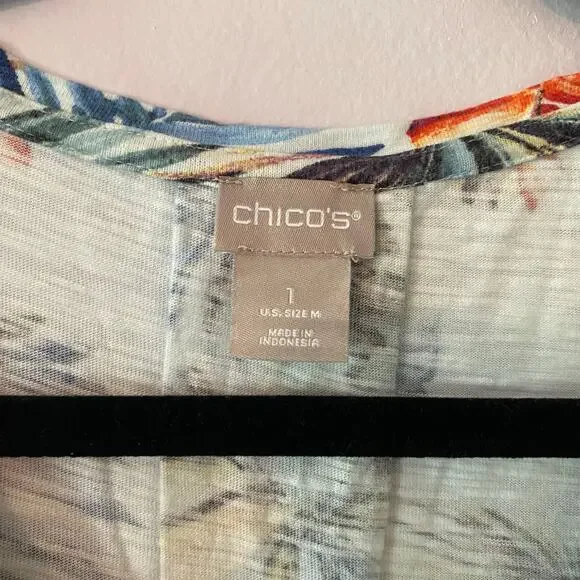 chico's®
1
U.S. SIZE M
MADE IN
INDONESIA